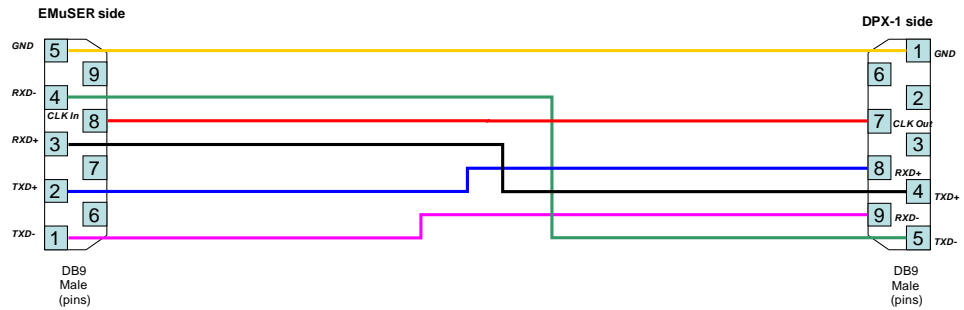 EMuSER side
DPX-1 side
GND 5 1 GND
9 6
RXD- 4 2
CLK In 8 7 CLK Out
RXD+ 3 3
7 8 RXD+
TXD+ 2 4 TXD+
6 9 RXD-
TXD- 1 5 TXD-
DB9 DB9
Male Male
(pins) (pins)